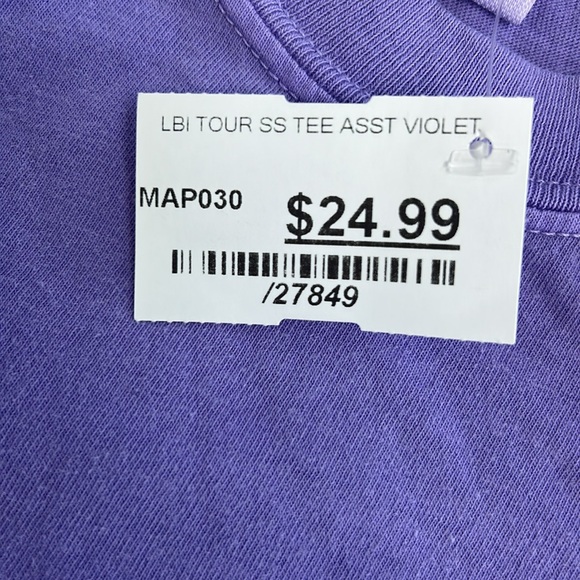 LBI TOUR SS TEE ASST VIOLET
MAP030 $24.99
/27849